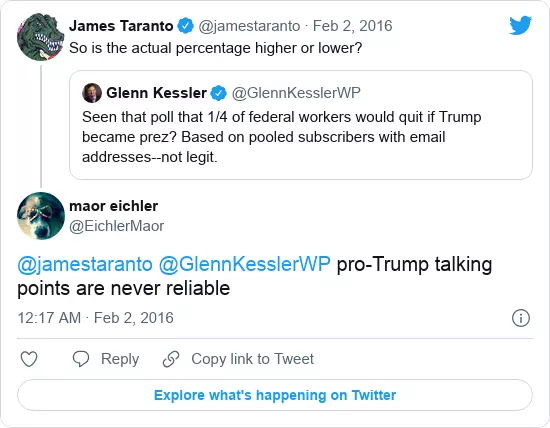 James Taranto @jamestaranto · Feb 2, 2016
So is the actual percentage higher or lower?
Glenn Kessler @GlennKesslerWP
Seen that poll that 1/4 of federal workers would quit if Trump
became prez? Based on pooled subscribers with email
addresses--not legit.
maor eichler
@EichlerMaor
@jamestaranto @GlennKesslerWP pro-Trump talking
points are never reliable
12:17 AM · Feb 2, 2016
Reply Copy link to Tweet
Explore what's happening on Twitter